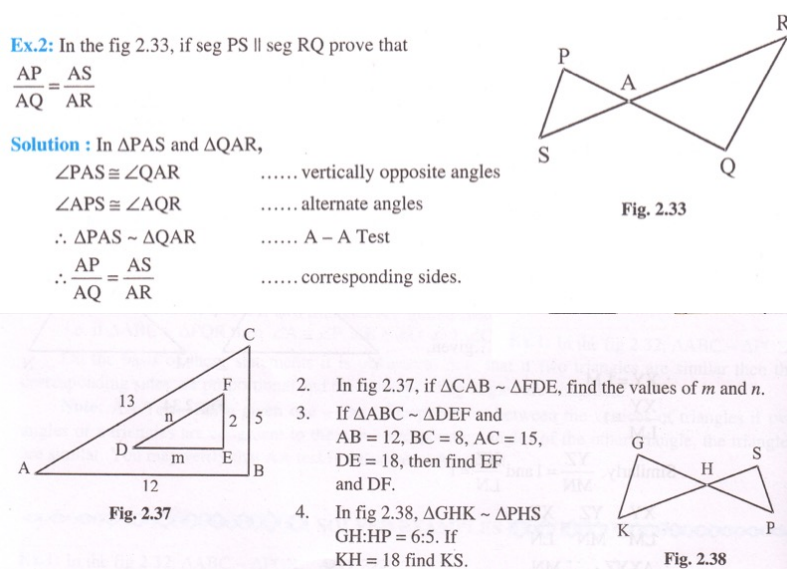 Ex.2: In the fig 2.33, if seg PS || seg RQ prove that
AP/AQ = AS/AR
Solution : In ΔPAS and ΔQAR,
∠PAS ≅ ∠QAR ...... vertically opposite angles
∠APS ≅ ∠AQR ...... alternate angles
∴ ΔPAS ~ ΔQAR ...... A – A Test
∴ AP/AQ = AS/AR ...... corresponding sides.
R
P
A
S
Q
Fig. 2.33
C
F
13
n
2
5
D
m
E
A
B
12
Fig. 2.37
2. In fig 2.37, if ΔCAB ~ ΔFDE, find the values of m and n.
3. If ΔABC ~ ΔDEF and
AB = 12, BC = 8, AC = 15,
DE = 18, then find EF
and DF.
4. In fig 2.38, ΔGHK ~ ΔPHS
GH:HP = 6:5. If
KH = 18 find KS.
G
S
H
K
P
Fig. 2.38